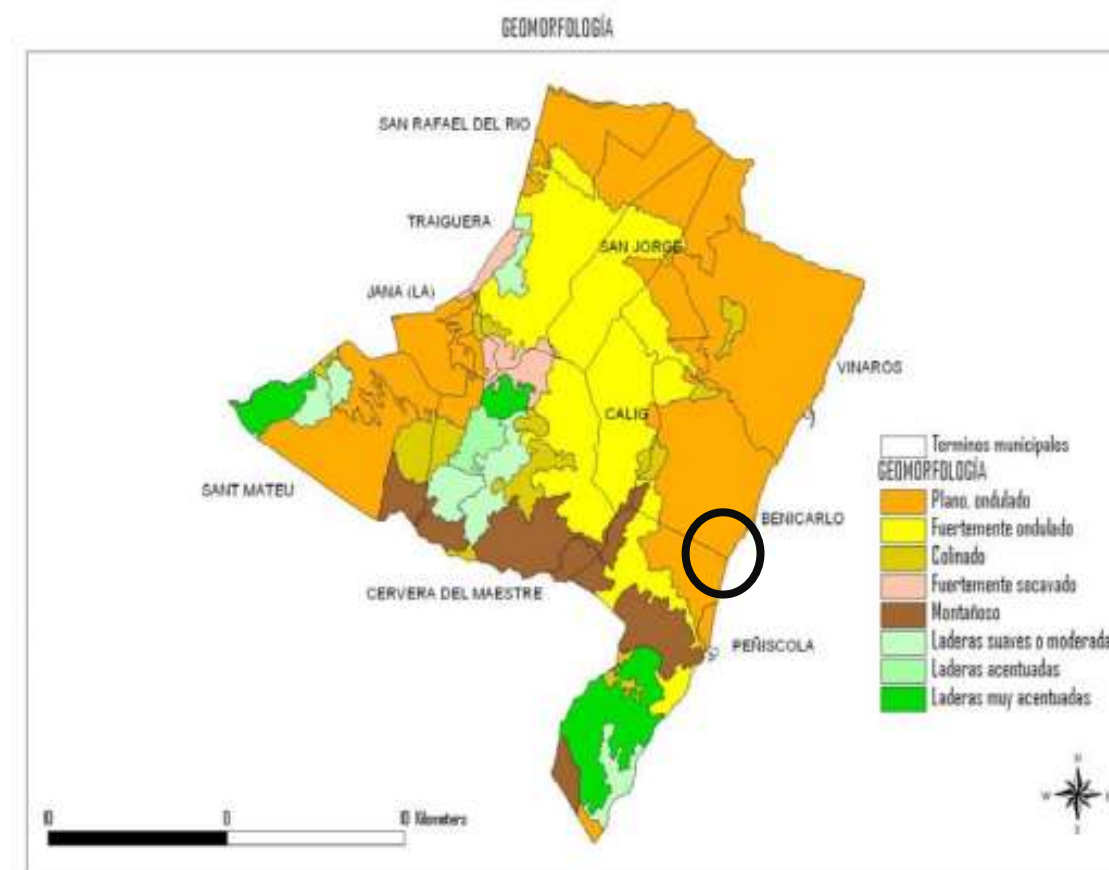 GEOMORFOLOGÍA
SAN RAFAEL DEL RIO
TRAIGUERA
SAN JORGE
JANA (LA)
VINAROS
CALIG
SANT MATEU
BENICARLO
CERVERA DEL MAESTRE
PEÑISCOLA
Terminos municipales
GEOMORFOLOGÍA
Plano, ondulado
Fuertemente ondulado
Colinado
Fuertemente socavado
Montañoso
Laderas suaves o moderada
Laderas acentuadas
Laderas muy acentuadas
10 0 10 Kilometers
N
W E
S